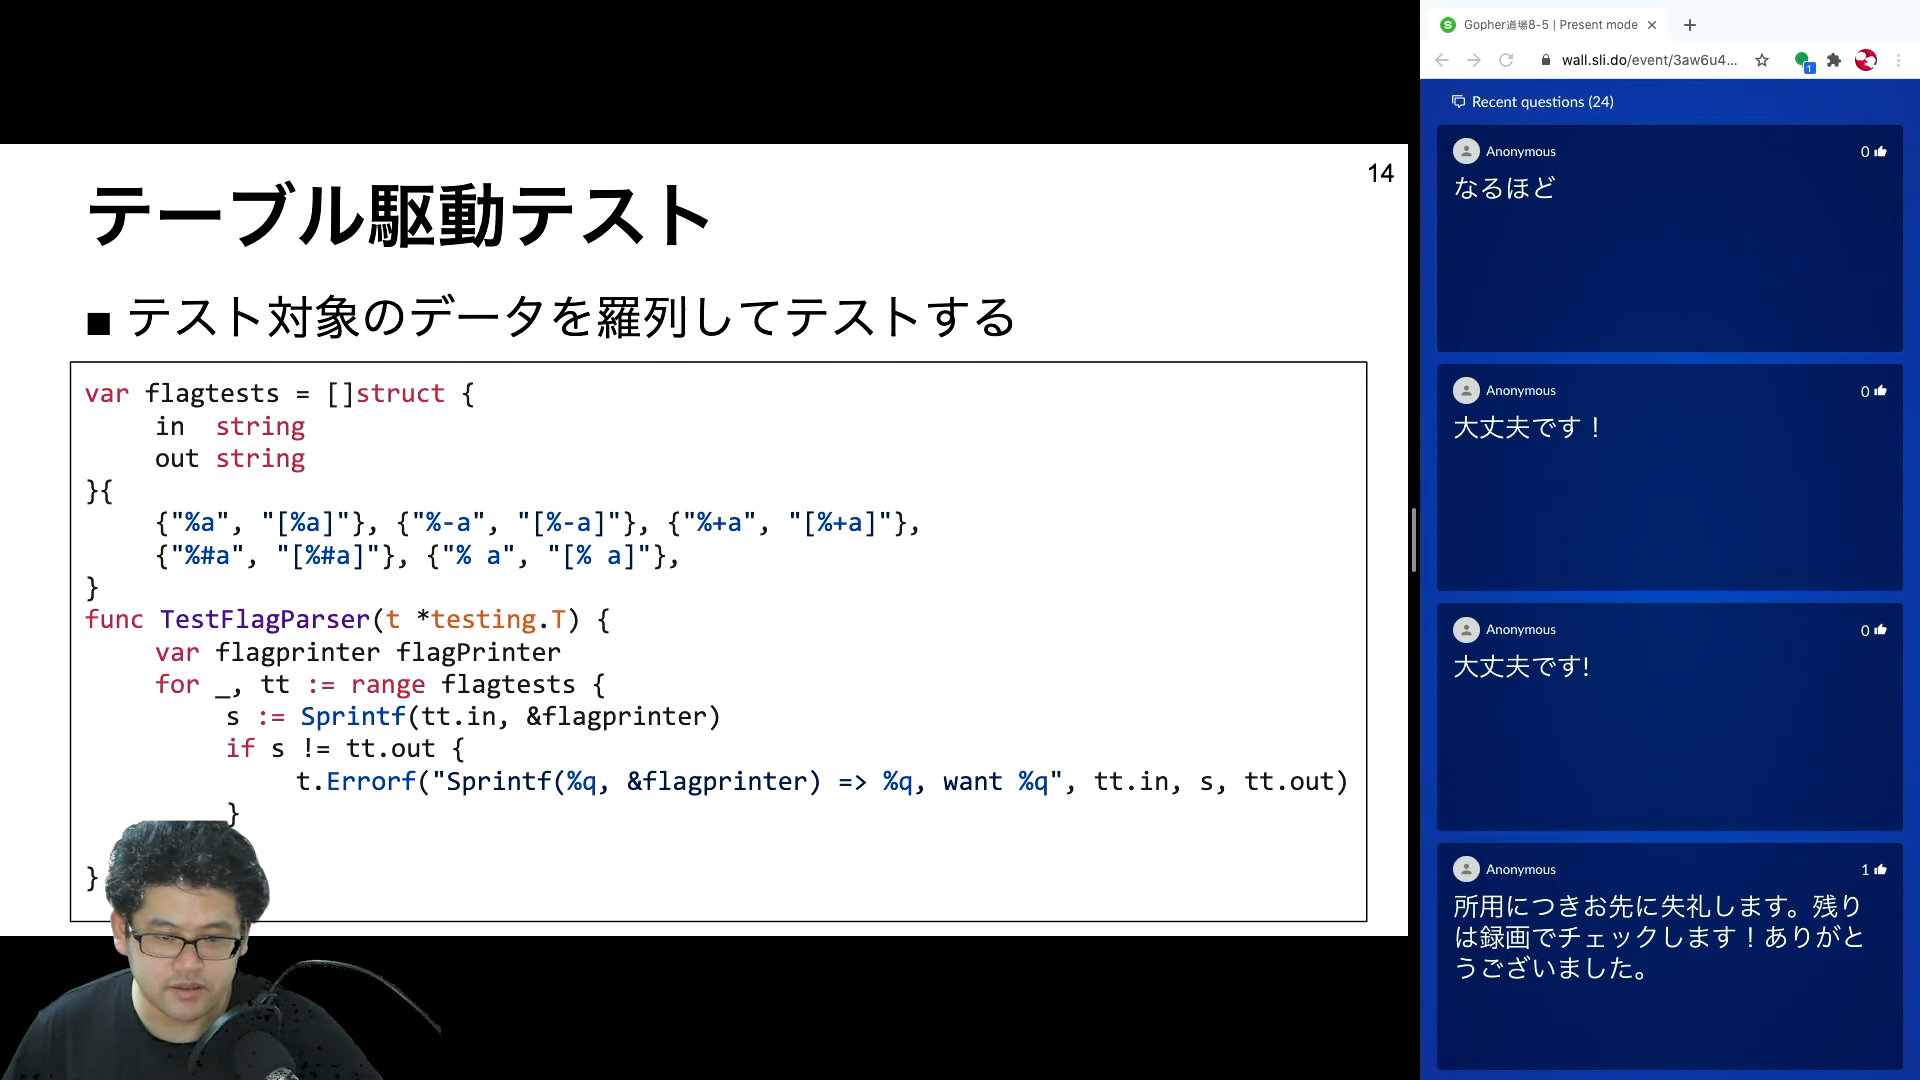 14
テーブル駆動テスト
■ テスト対象のデータを羅列してテストする
var flagtests = []struct {
in  string
out string
}{
{"%a", "[%a]"}, {"%-a", "[%-a]"}, {"%+a", "[%+a]"},
{"%#a", "[%#a]"}, {"% a", "[% a]"},
}
func TestFlagParser(t *testing.T) {
var flagprinter flagPrinter
for _, tt := range flagtests {
s := Sprintf(tt.in, &flagprinter)
if s != tt.out {
t.Errorf("Sprintf(%q, &flagprinter) => %q, want %q", tt.in, s, tt.out)
}
}
S Gopher道場8-5 | Present mode
wall.sli.do/event/3aw6u4...
1
Recent questions (24)
Anonymous 0
なるほど
Anonymous 0
大丈夫です！
Anonymous 0
大丈夫です!
Anonymous 1
所用につきお先に失礼します。残り
は録画でチェックします！ありがと
うございました。